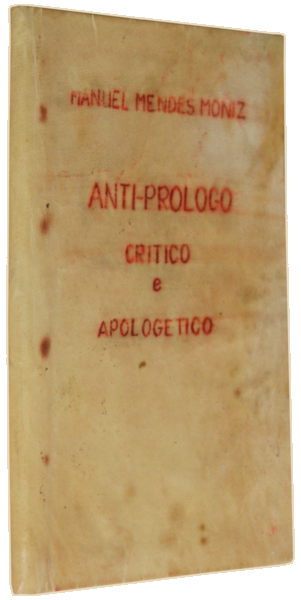 MANUEL MENDES MONIZ
ANTI-PROLOGO
CRITICO
e
APOLOGETICO